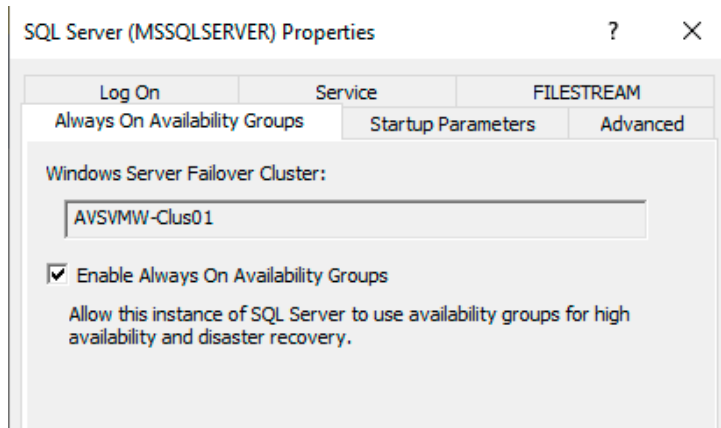 SQL Server (MSSQLSERVER) Properties ? ×
Log On Service FILESTREAM
Always On Availability Groups Startup Parameters Advanced
Windows Server Failover Cluster:
AVSVMW-Clus01
Enable Always On Availability Groups
Allow this instance of SQL Server to use availability groups for high
availability and disaster recovery.